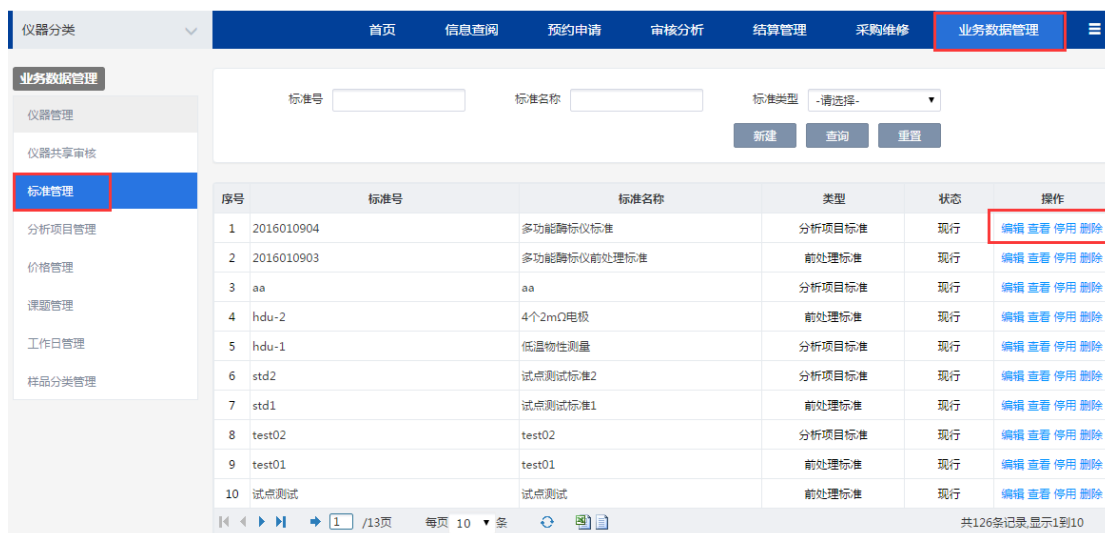 仪器分类 首页 信息查阅 预约申请 审核分析 结算管理 采购维修 业务数据管理
业务数据管理
仪器管理
仪器共享审核
标准管理
分析项目管理
价格管理
课题管理
工作日管理
样品分类管理
标准号 标准名称 标准类型 -请选择-
新建 查询 重置
序号 标准号 标准名称 类型 状态 操作
1 2016010904 多功能酶标仪标准 分析项目标准 现行 编辑 查看 停用 删除
2 2016010903 多功能酶标仪前处理标准 前处理标准 现行 编辑 查看 停用 删除
3 aa aa 分析项目标准 现行 编辑 查看 停用 删除
4 hdu-2 4个2mΩ电极 前处理标准 现行 编辑 查看 停用 删除
5 hdu-1 低温物性测量 分析项目标准 现行 编辑 查看 停用 删除
6 std2 试点测试标准2 分析项目标准 现行 编辑 查看 停用 删除
7 std1 试点测试标准1 前处理标准 现行 编辑 查看 停用 删除
8 test02 test02 分析项目标准 现行 编辑 查看 停用 删除
9 test01 test01 前处理标准 现行 编辑 查看 停用 删除
10 试点测试 试点测试 前处理标准 现行 编辑 查看 停用 删除
1 /13页 每页 10 条 共126条记录,显示1到10